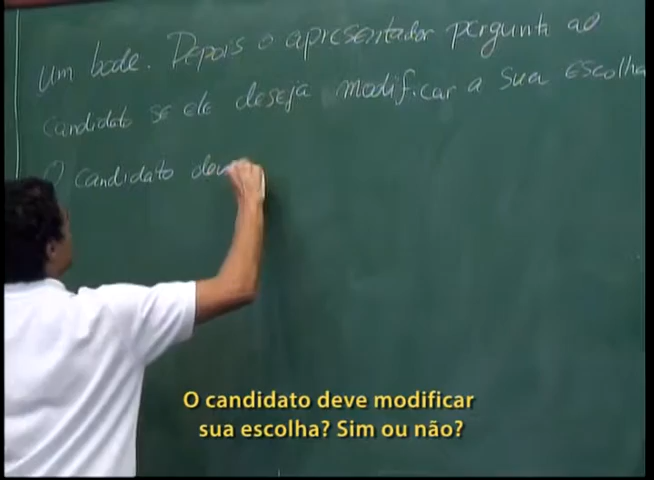 um bode. Depois o apresentador pergunta ao
candidato se ele deseja modificar a sua escolha
O candidato dev
O candidato deve modificar
sua escolha? Sim ou não?